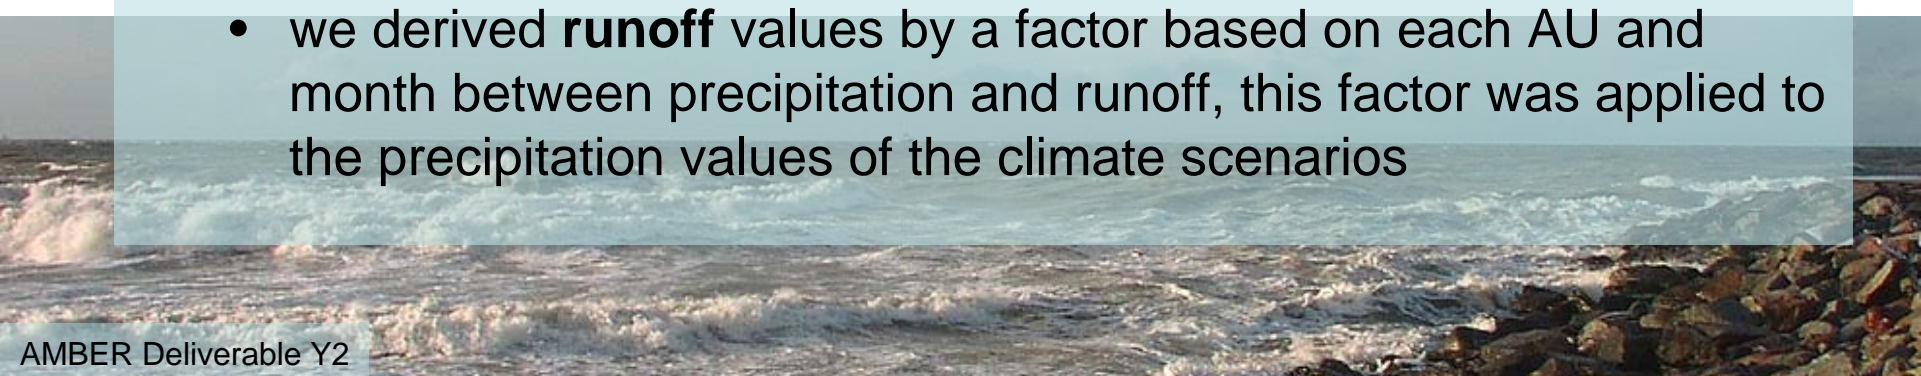 • we derived runoff values by a factor based on each AU and
month between precipitation and runoff, this factor was applied to
the precipitation values of the climate scenarios
AMBER Deliverable Y2